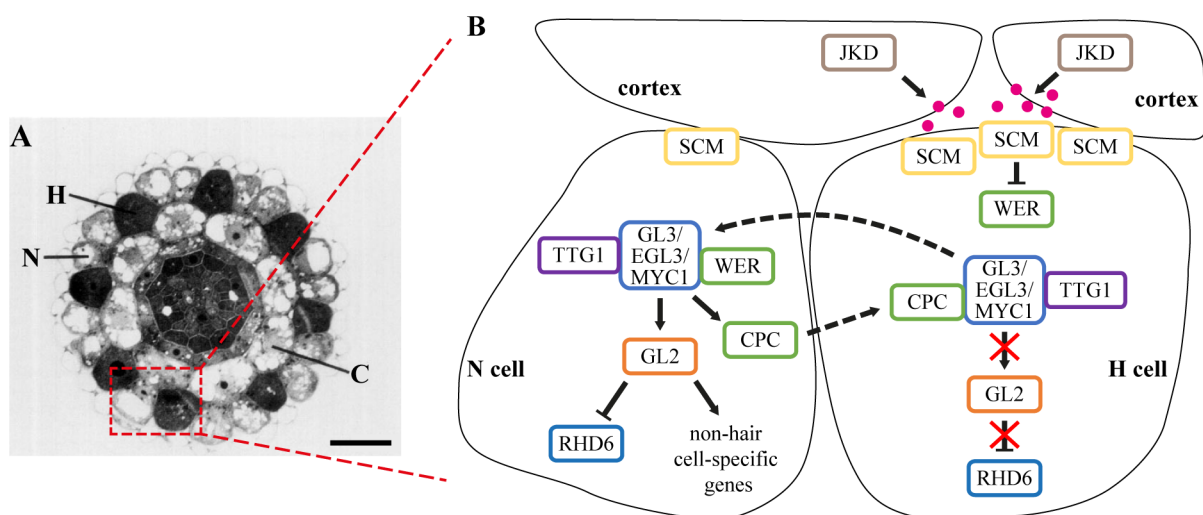 A
H
N
C
B
JKD
cortex
JKD
cortex
SCM
SCM
SCM
SCM
WER
TTG1
GL3/
EGL3/
MYC1
WER
GL2
CPC
RHD6
non-hair
cell-specific
genes
N cell
CPC
GL3/
EGL3/
MYC1
TTG1
GL2
RHD6
H cell